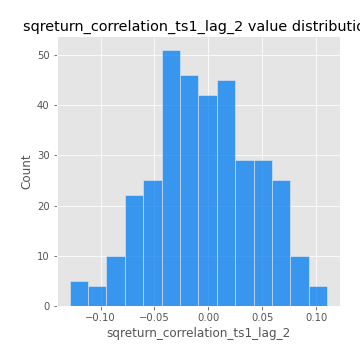 sqreturn_correlation_ts1_lag_2 value distributio
50
40
30
20
10
0
Count
−0.10 −0.05 0.00 0.05 0.10
sqreturn_correlation_ts1_lag_2